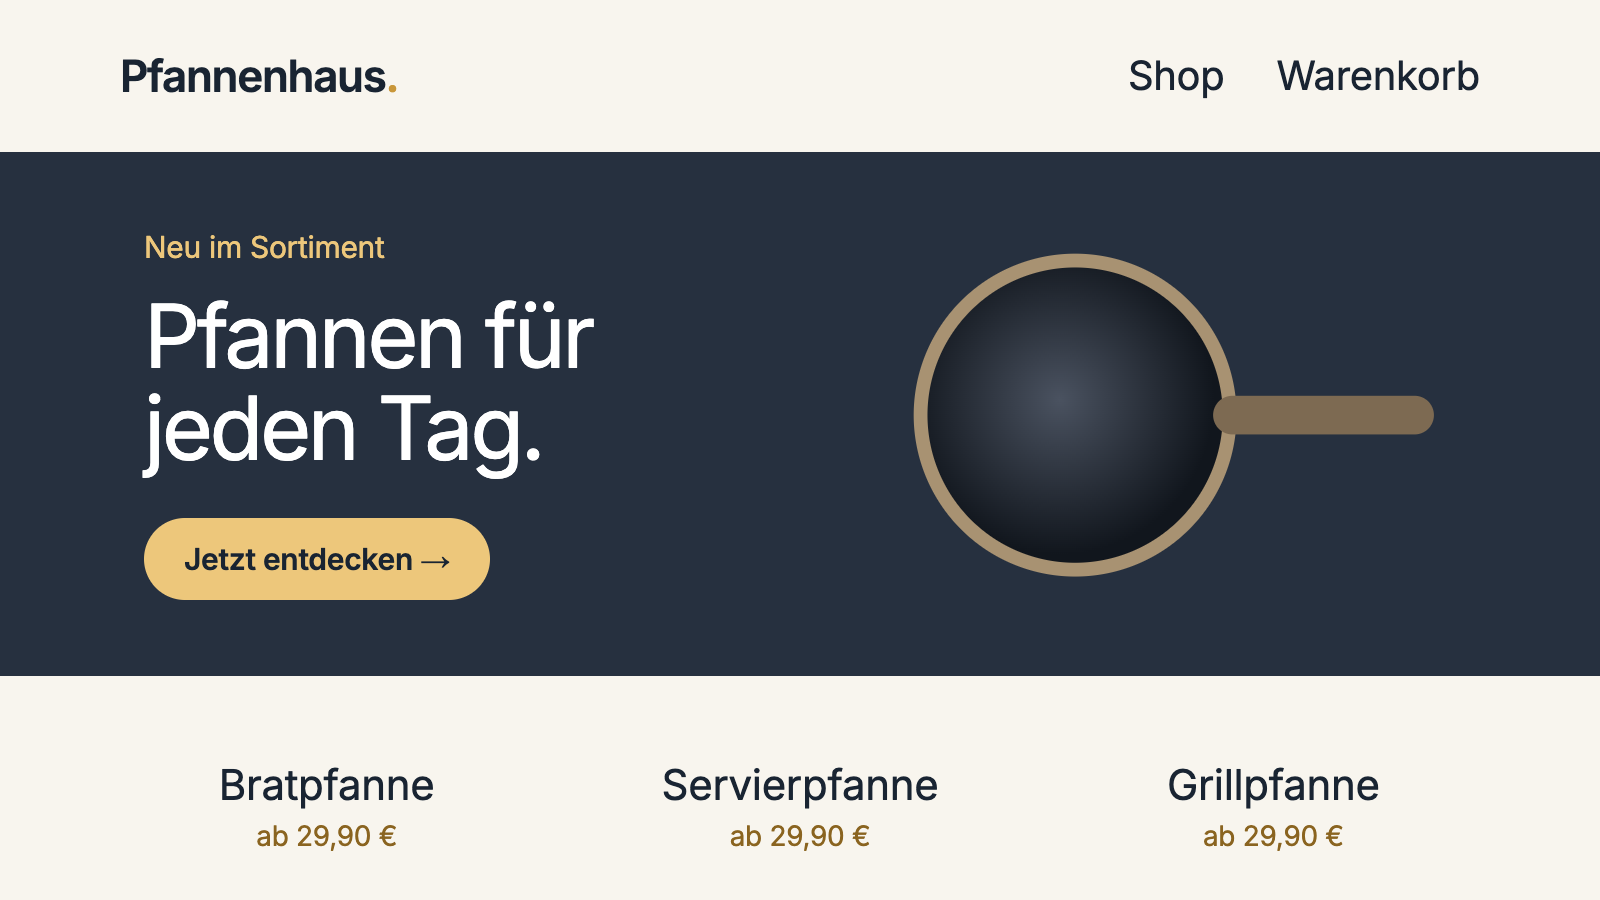 Pfannenhaus.
Shop
Warenkorb
Neu im Sortiment
Pfannen für
jeden Tag.
Jetzt entdecken →
Bratpfanne
ab 29,90 €
Servierpfanne
ab 29,90 €
Grillpfanne
ab 29,90 €